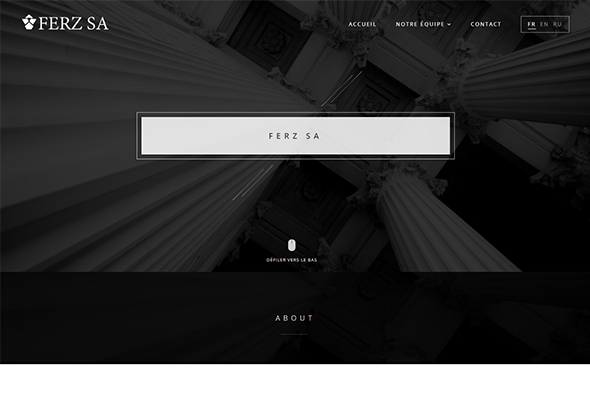 FERZ SA
ACCUEIL
NOTRE ÉQUIPE
CONTACT
FR EN RU
FERZ SA
DÉFILER VERS LE BAS
ABOUT